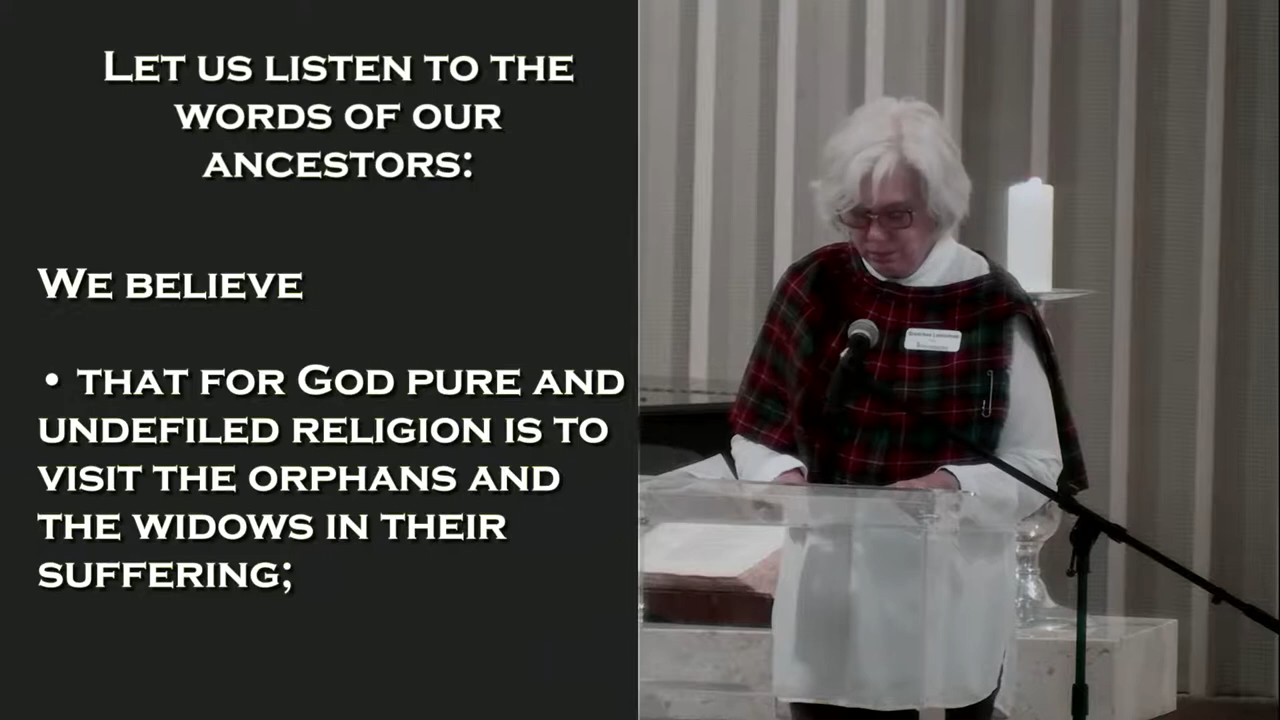 Let us listen to the
words of our
ancestors:
We believe
• that for God pure and
undefiled religion is to
visit the orphans and
the widows in their
suffering;